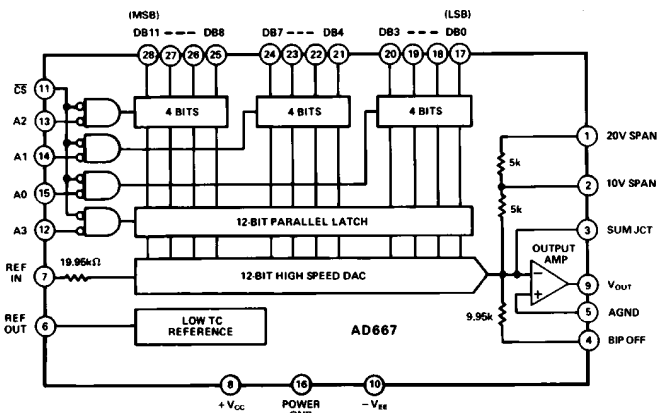 (MSB) (LSB)
DB11 ---- DB8 DB7 ---- DB4 DB3 ---- DB0
28 27 26 25 24 23 22 21 20 19 18 17
CS 11
A2 13
A1 14
A0 15
A3 12
4 BITS 4 BITS 4 BITS
12-BIT PARALLEL LATCH
REF IN 7
19.95kΩ
12-BIT HIGH SPEED DAC
REF OUT 6
LOW TC
REFERENCE
AD667
5k
5k
9.95k
OUTPUT
AMP
−
+
1 20V SPAN
2 10V SPAN
3 SUM JCT
9 VOUT
5 AGND
4 BIP OFF
8 16 10
+VCC POWER −VEE